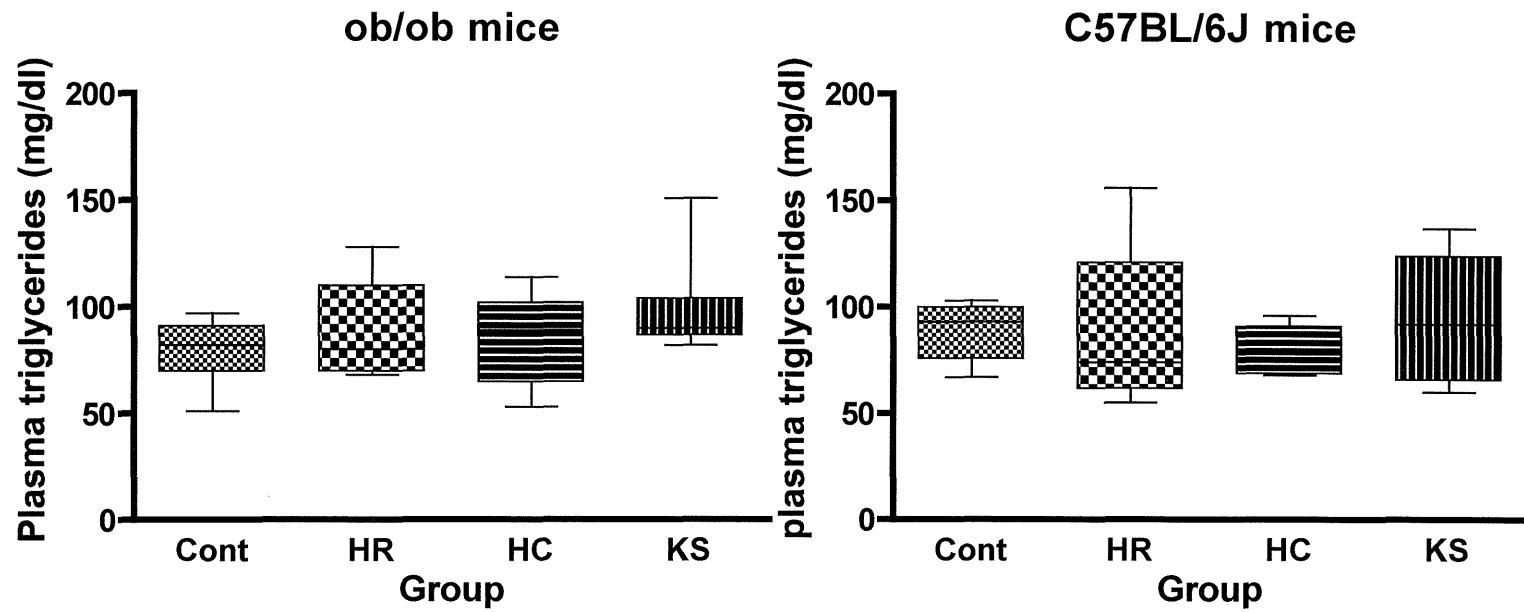 ob/ob mice
Plasma triglycerides (mg/dl)
200
150
100
50
0
Cont HR HC KS
Group
C57BL/6J mice
plasma triglycerides (mg/dl)
200
150
100
50
0
Cont HR HC KS
Group